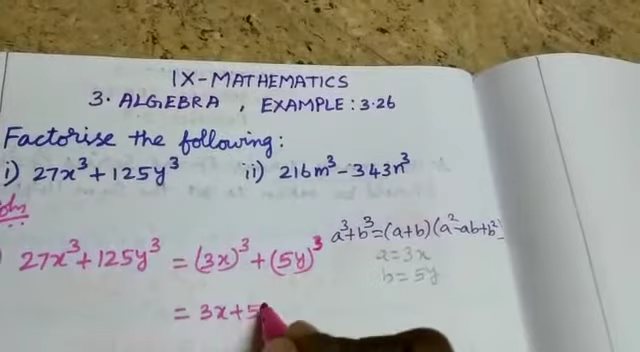 IX-MATHEMATICS
3. ALGEBRA , EXAMPLE : 3.26
Factorise the following:
i) 27x³+125y³ ii) 216m³-343n³
Soln
) 27x³+125y³ = (3x)³+(5y)³ a³+b³=(a+b)(a²-ab+b²)
a=3x
b=5y
= 3x+5